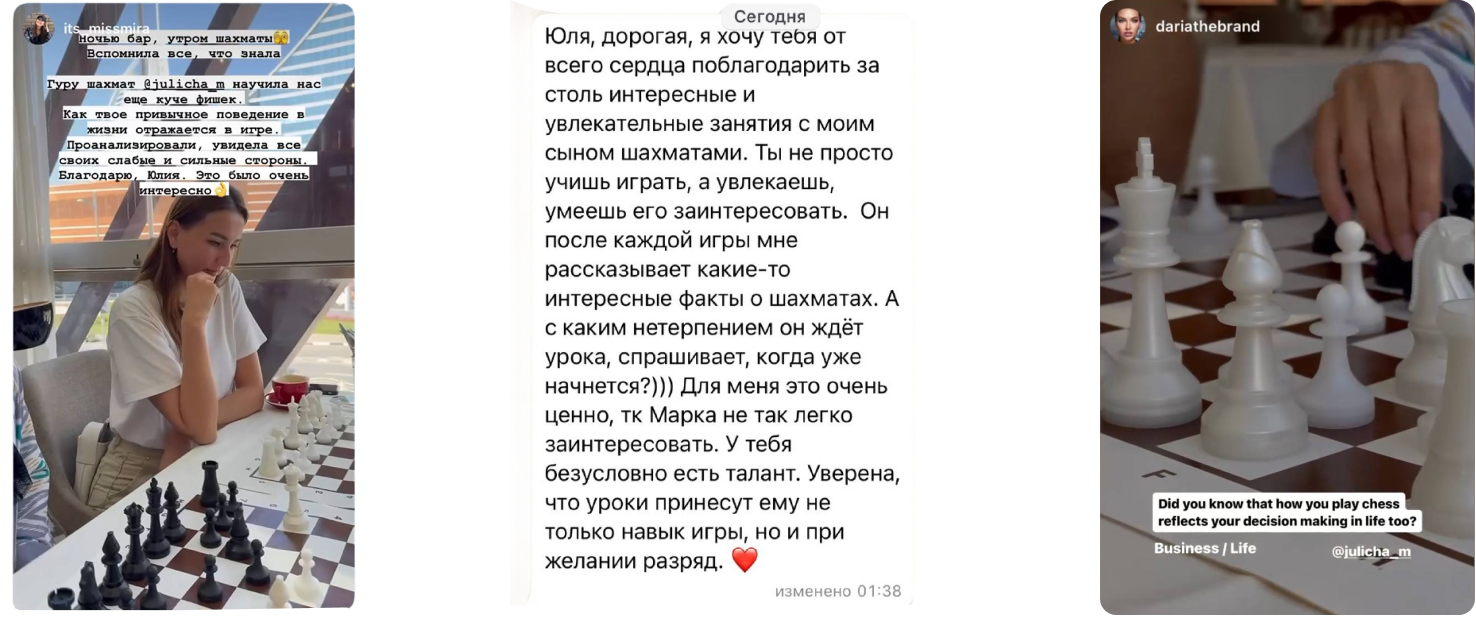 its_missmira
Ночью бар, утром шахматы🫣
Вспомнила все, что знала
Гуру шахмат @julicha_m научила нас
еще куче фишек.
Как твое привычное поведение в
жизни отражается в игре.
Проанализировали, увидела все
своих слабые и сильные стороны.
Благодарю, Юлия. Это было очень
интересно👌
Сегодня
Юля, дорогая, я хочу тебя от
всего сердца поблагодарить за
столь интересные и
увлекательные занятия с моим
сыном шахматами. Ты не просто
учишь играть, а увлекаешь,
умеешь его заинтересовать. Он
после каждой игры мне
рассказывает какие-то
интересные факты о шахматах. А
с каким нетерпением он ждёт
урока, спрашивает, когда уже
начнется?))) Для меня это очень
ценно, тк Марка не так легко
заинтересовать. У тебя
безусловно есть талант. Уверена,
что уроки принесут ему не
только навык игры, но и при
желании разряд. ❤️
изменено 01:38
dariathebrand
F
Did you know that how you play chess
reflects your decision making in life too?
Business / Life
@julicha_m